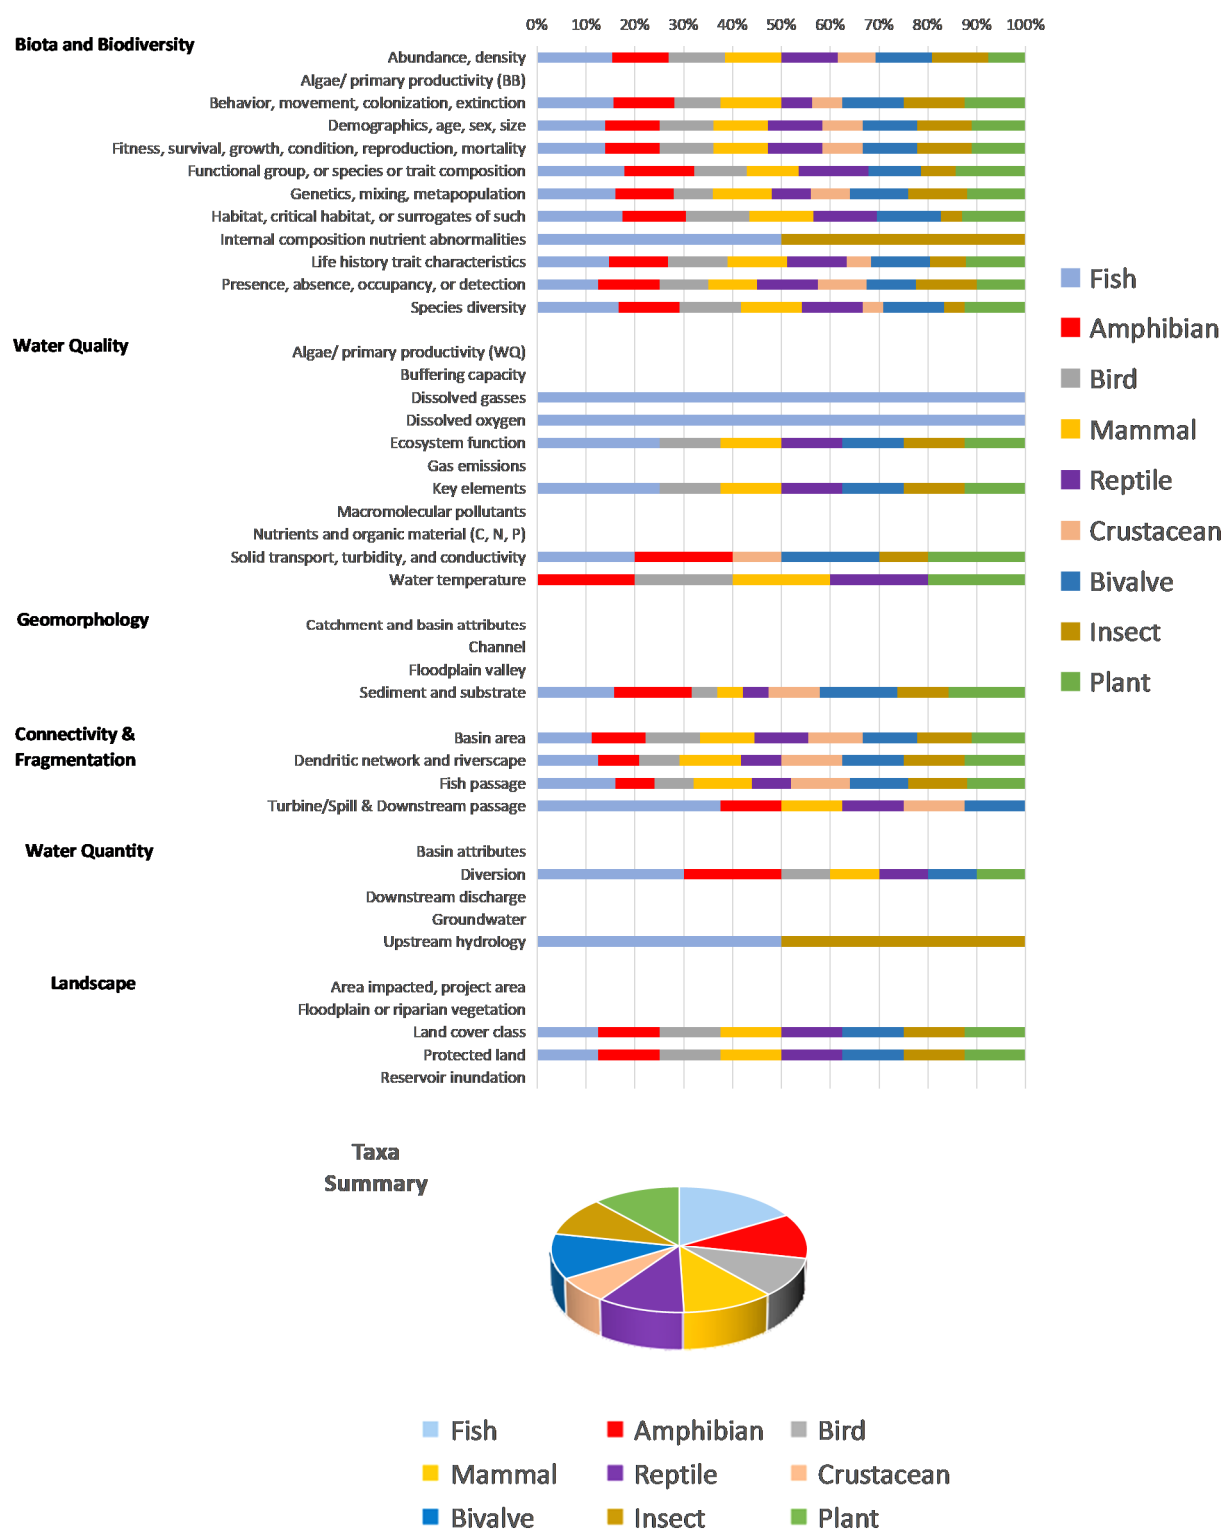 0% 10% 20% 30% 40% 50% 60% 70% 80% 90% 100%
Biota and Biodiversity
Abundance, density
Algae/ primary productivity (BB)
Behavior, movement, colonization, extinction
Demographics, age, sex, size
Fitness, survival, growth, condition, reproduction, mortality
Functional group, or species or trait composition
Genetics, mixing, metapopulation
Habitat, critical habitat, or surrogates of such
Internal composition nutrient abnormalities
Life history trait characteristics
Presence, absence, occupancy, or detection
Species diversity
Water Quality
Algae/ primary productivity (WQ)
Buffering capacity
Dissolved gasses
Dissolved oxygen
Ecosystem function
Gas emissions
Key elements
Macromolecular pollutants
Nutrients and organic material (C, N, P)
Solid transport, turbidity, and conductivity
Water temperature
Geomorphology
Catchment and basin attributes
Channel
Floodplain valley
Sediment and substrate
Connectivity &
Fragmentation
Basin area
Dendritic network and riverscape
Fish passage
Turbine/Spill & Downstream passage
Water Quantity
Basin attributes
Diversion
Downstream discharge
Groundwater
Upstream hydrology
Landscape
Area impacted, project area
Floodplain or riparian vegetation
Land cover class
Protected land
Reservoir inundation
Fish
Amphibian
Bird
Mammal
Reptile
Crustacean
Bivalve
Insect
Plant
Taxa
Summary
Fish Amphibian Bird
Mammal Reptile Crustacean
Bivalve Insect Plant